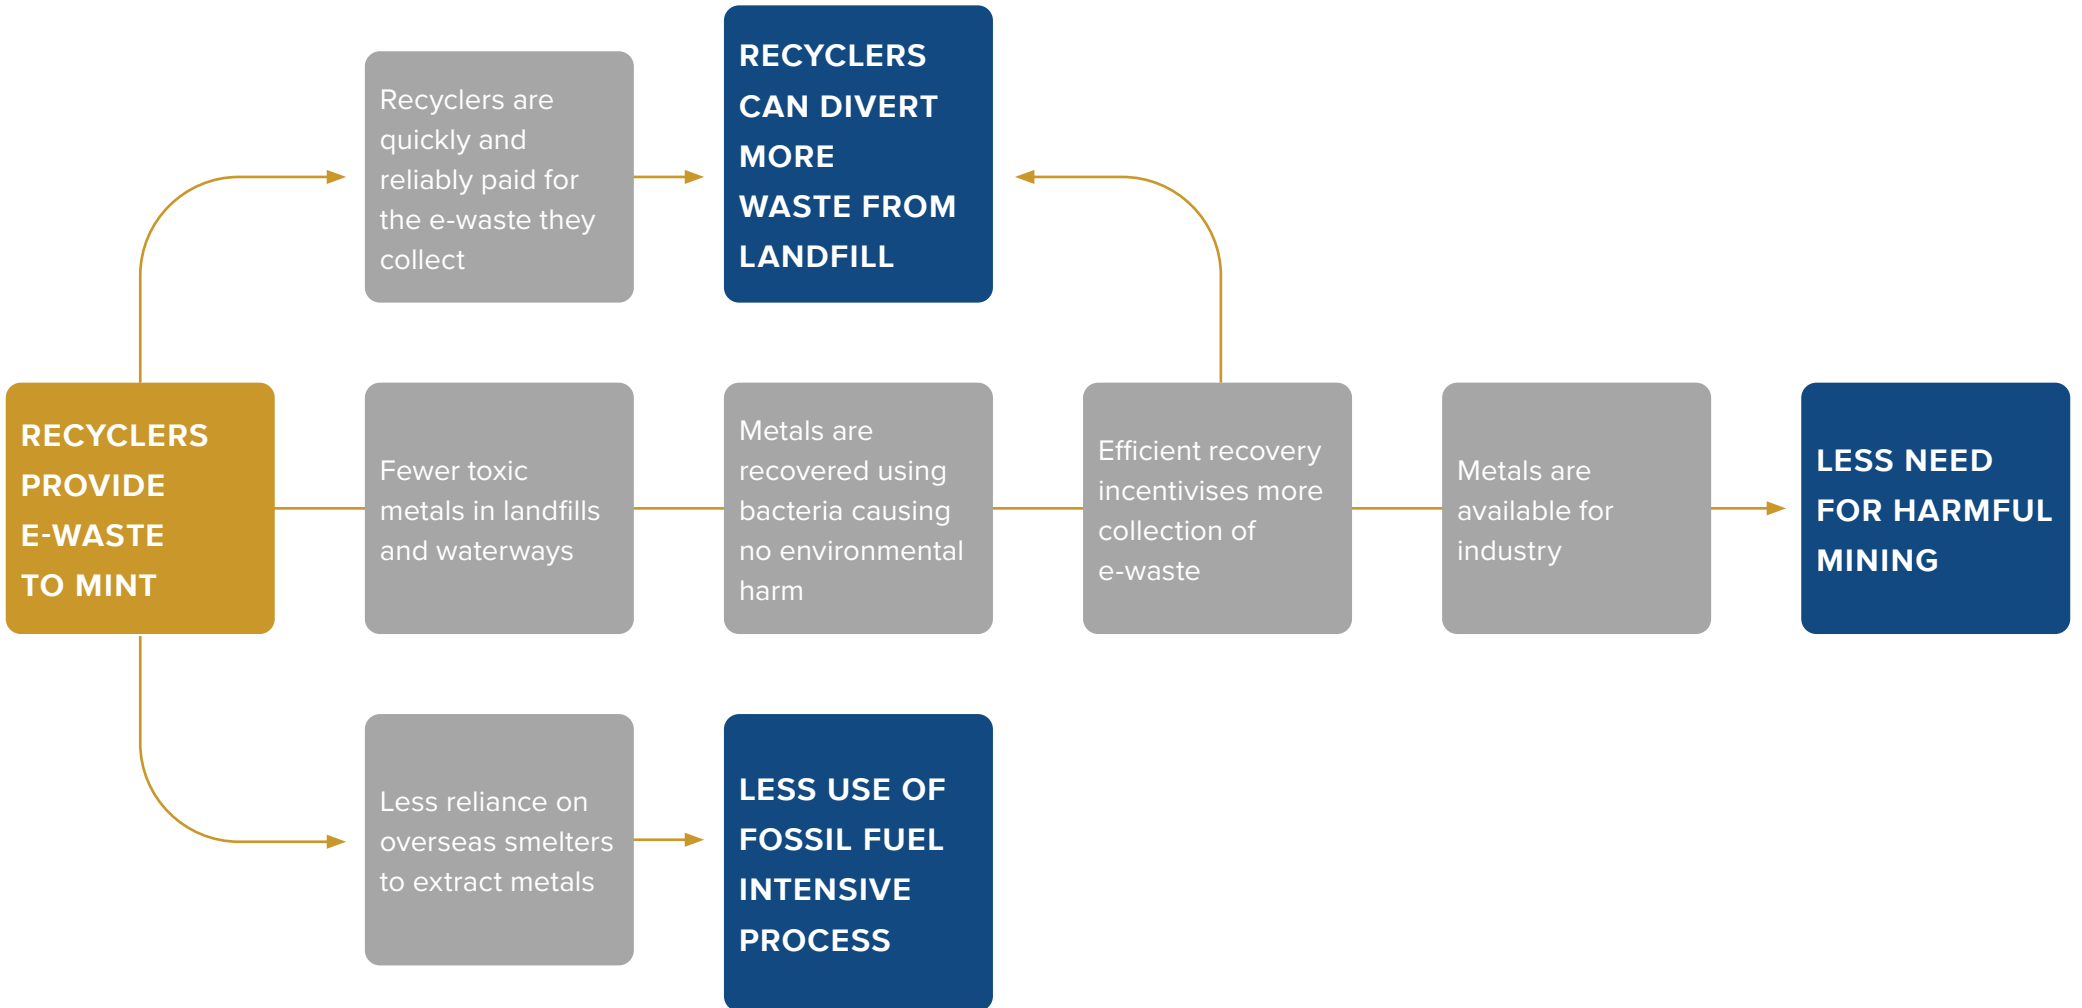 Recyclers are
quickly and
reliably paid for
the e-waste they
collect
RECYCLERS
CAN DIVERT
MORE
WASTE FROM
LANDFILL
RECYCLERS
PROVIDE
E-WASTE
TO MINT
Fewer toxic
metals in landfills
and waterways
Metals are
recovered using
bacteria causing
no environmental
harm
Efficient recovery
incentivises more
collection of
e-waste
Metals are
available for
industry
LESS NEED
FOR HARMFUL
MINING
Less reliance on
overseas smelters
to extract metals
LESS USE OF
FOSSIL FUEL
INTENSIVE
PROCESS